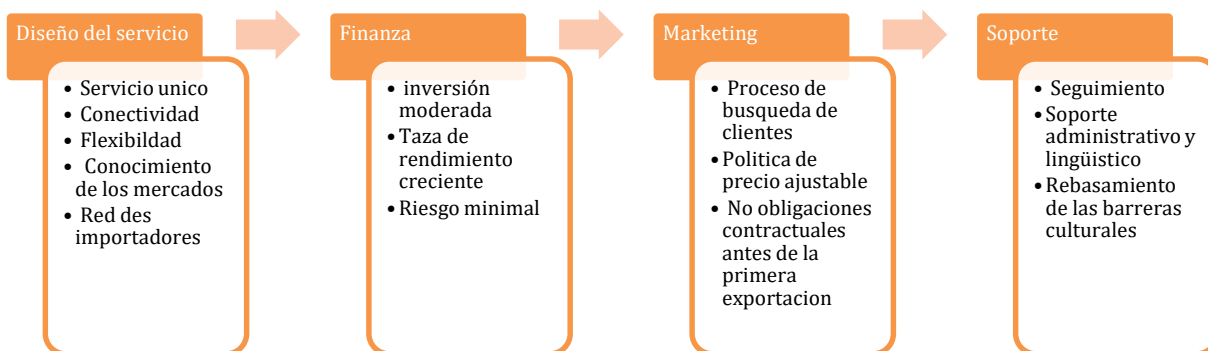 Diseño del servicio
• Servicio unico
• Conectividad
• Flexibildad
• Conocimiento
de los mercados
• Red des
importadores
Finanza
• inversión
moderada
• Taza de
rendimiento
creciente
• Riesgo minimal
Marketing
• Proceso de
busqueda de
clientes
• Politica de
precio ajustable
• No obligaciones
contractuales
antes de la
primera
exportacion
Soporte
• Seguimiento
• Soporte
administrativo y
lingüistico
• Rebasamiento
de las barreras
culturales